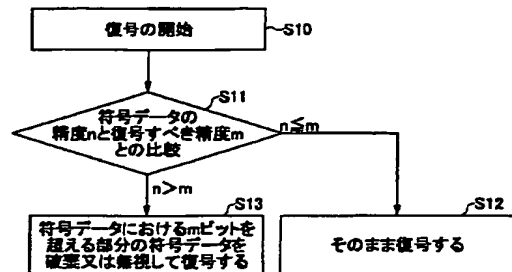 復号の開始
S10
S11
符号データの
精度nと復号すべき精度m
との比較
n≦m
n>m
S13
符号データにおけるmビットを
超える部分の符号データを
破棄又は無視して復号する
S12
そのまま復号する